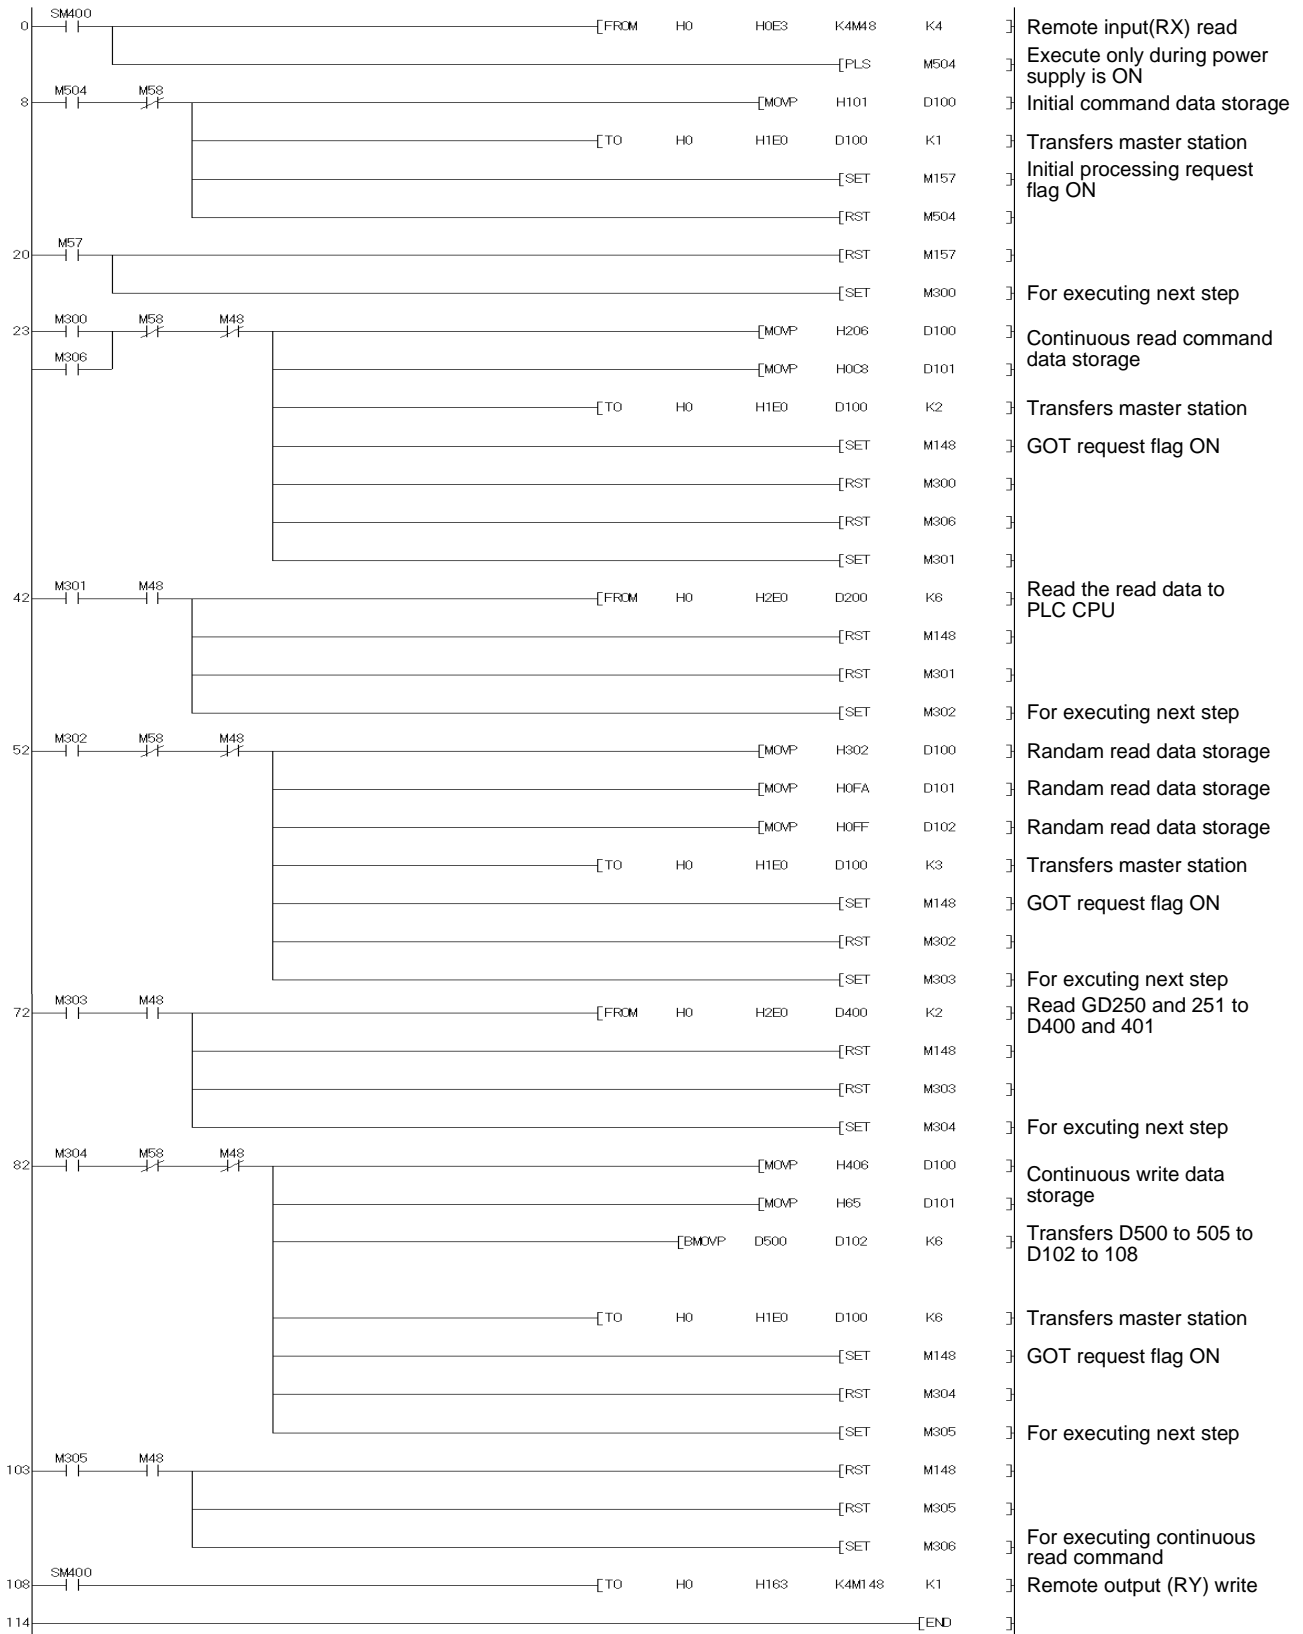 SM400
0 [FROM H0 H0E3 K4M48 K4 ] Remote input(RX) read
[PLS M504 ] Execute only during power
supply is ON
M504 M58
8 [MOVP H101 D100 ] Initial command data storage
[TO H0 H1E0 D100 K1 ] Transfers master station
[SET M157 ] Initial processing request
flag ON
[RST M504 ]
M57
20 [RST M157 ]
[SET M300 ] For executing next step
M300 M58 M48
23 [MOVP H206 D100 ] Continuous read command
data storage
M306
[MOVP H0C8 D101 ]
[TO H0 H1E0 D100 K2 ] Transfers master station
[SET M148 ] GOT request flag ON
[RST M300 ]
[RST M306 ]
[SET M301 ]
M301 M48
42 [FROM H0 H2E0 D200 K6 ] Read the read data to
PLC CPU
[RST M148 ]
[RST M301 ]
[SET M302 ] For executing next step
M302 M58 M48
52 [MOVP H302 D100 ] Randam read data storage
[MOVP H0FA D101 ] Randam read data storage
[MOVP H0FF D102 ] Randam read data storage
[TO H0 H1E0 D100 K3 ] Transfers master station
[SET M148 ] GOT request flag ON
[RST M302 ]
[SET M303 ] For excuting next step
M303 M48
72 [FROM H0 H2E0 D400 K2 ] Read GD250 and 251 to
D400 and 401
[RST M148 ]
[RST M303 ]
[SET M304 ] For excuting next step
M304 M58 M48
82 [MOVP H406 D100 ] Continuous write data
storage
[MOVP H65 D101 ]
[BMOVP D500 D102 K6 ] Transfers D500 to 505 to
D102 to 108
[TO H0 H1E0 D100 K6 ] Transfers master station
[SET M148 ] GOT request flag ON
[RST M304 ]
[SET M305 ] For executing next step
M305 M48
103 [RST M148 ]
[RST M305 ]
[SET M306 ] For executing continuous
read command
SM400
108 [TO H0 H163 K4M148 K1 ] Remote output (RY) write
114 [END ]